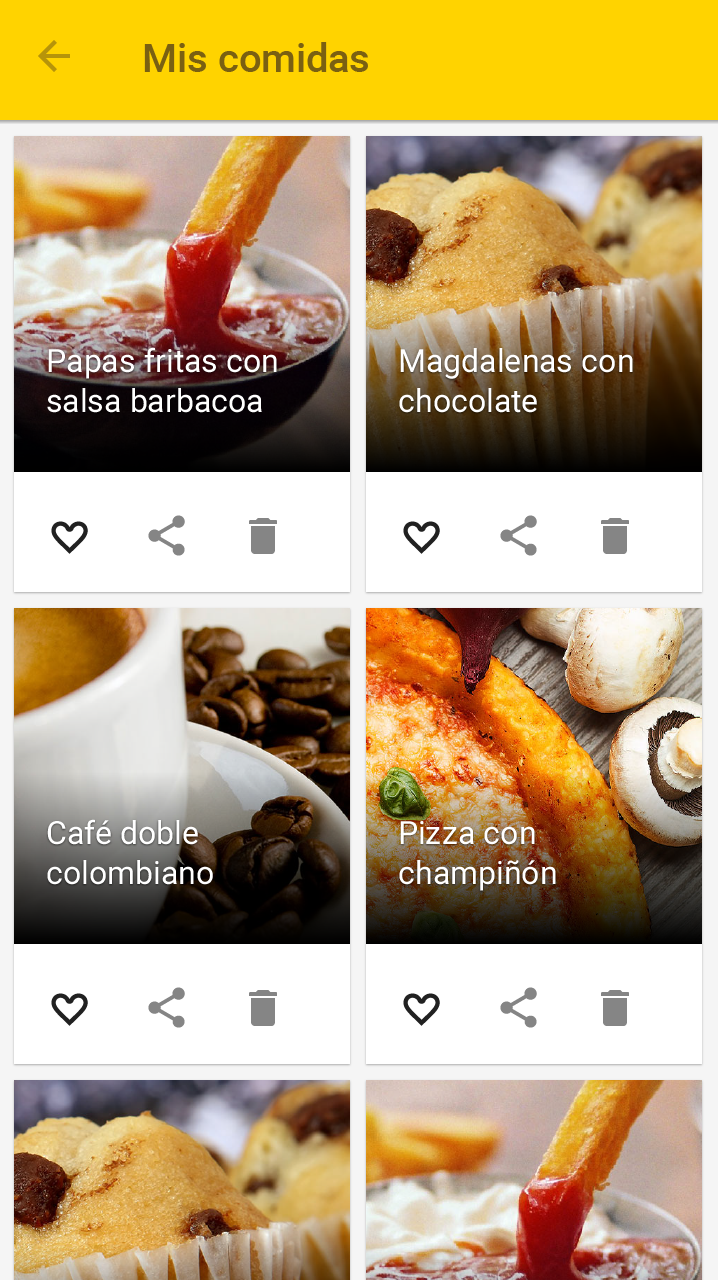 Mis comidas
Papas fritas con
salsa barbacoa
Magdalenas con
chocolate
Café doble
colombiano
Pizza con
champiñón